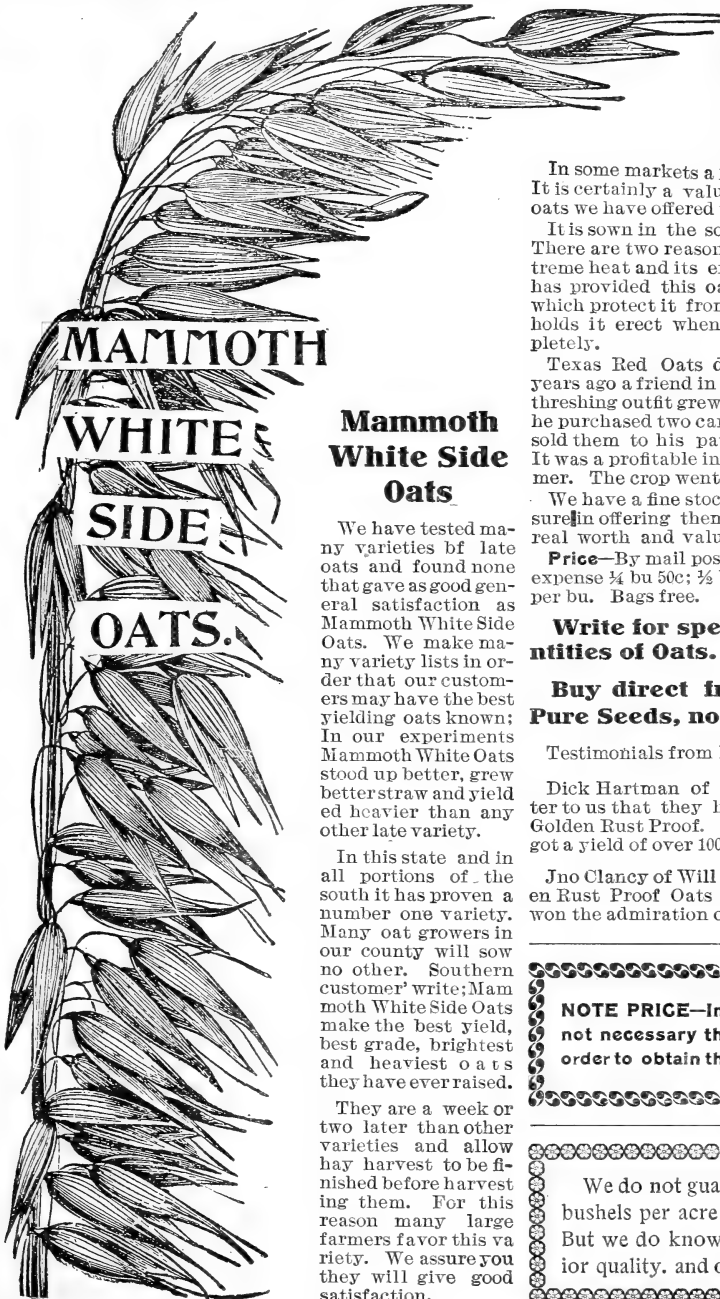 MAMMOTH
WHITE
SIDE
OATS.
Mammoth
White Side
Oats
We have tested ma-
ny varieties bf late
oats and found none
that gave as good gen-
eral satisfaction as
Mammoth White Side
Oats. We make ma-
ny variety lists in or-
der that our custom-
ers may have the best
yielding oats known;
In our experiments
Mammoth White Oats
stood up better, grew
better straw and yield
ed heavier than any
other late variety.
In this state and in
all portions of the
south it has proven a
number one variety.
Many oat growers in
our county will sow
no other. Southern
customer' write; Mam
moth White Side Oats
make the best yield,
best grade, brightest
and heaviest oats
they have ever raised.
They are a week or
two later than other
varieties and allow
hay harvest to be fi-
nished before harvest
ing them. For this
reason many large
farmers favor this va
riety. We assure you
they will give good
satisfaction.
In some markets a
It is certainly a valu
oats we have offered
It is sown in the so
There are two reason
treme heat and its e
has provided this oa
which protect it from
holds it erect when
pletely.
Texas Red Oats d
years ago a friend in
threshing outfit grew
he purchased two car
sold them to his pa
It was a profitable in
mer. The crop went
We have a fine stoc
sure in offering them
real worth and valu
Price—By mail pos
expense ¼ bu 50c; ½
per bu. Bags free.
Write for spe
ntities of Oats.
Buy direct fr
Pure Seeds, no
Testimonials from
Dick Hartman of
ter to us that they h
Golden Rust Proof.
got a yield of over 100
Jno Clancy of Will
en Rust Proof Oats
won the admiration o
NOTE PRICE—In
not necessary th
order to obtain th
We do not gua
bushels per acre
But we do know
ior quality. and o